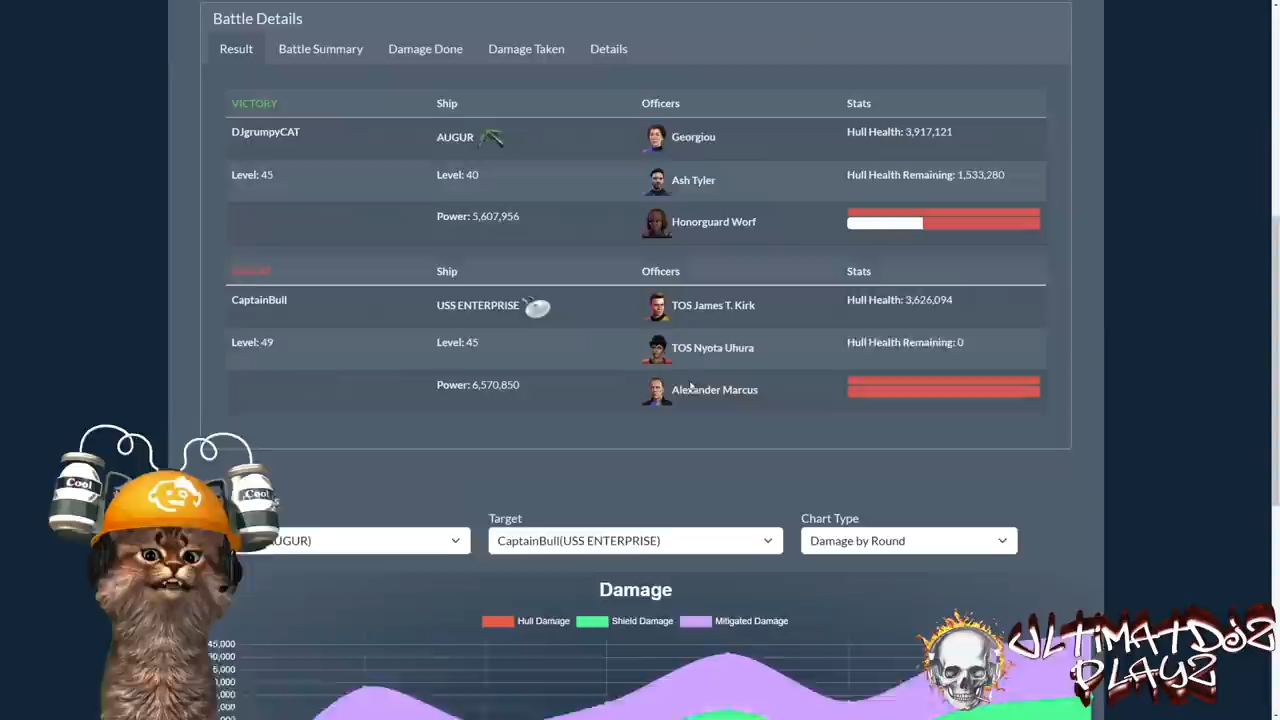 Battle Details
Result Battle Summary Damage Done Damage Taken Details
VICTORY Ship Officers Stats
DJgrumpyCAT AUGUR Georgiou Hull Health: 3,917,121
Level: 45 Level: 40 Ash Tyler Hull Health Remaining: 1,533,280
Power: 5,607,956 Honorguard Worf
Ship Officers Stats
CaptainBull USS ENTERPRISE TOS James T. Kirk Hull Health: 3,626,094
Level: 49 Level: 45 TOS Nyota Uhura Hull Health Remaining: 0
Power: 6,570,850 Alexander Marcus
Cool Cool
Target Chart Type
AUGUR) CaptainBull(USS ENTERPRISE) Damage by Round
Damage
Hull Damage Shield Damage Mitigated Damage
45,000
ULTiMATDJZ
PLAYZ